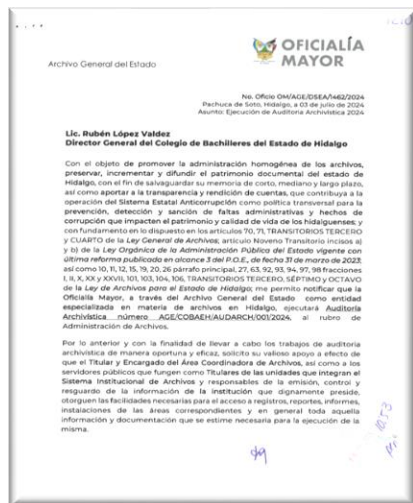 OFICIALÍA
MAYOR
Archivo General del Estado
No. Oficio OM/AGE/DSEA/1462/2024
Pachuca de Soto, Hidalgo, a 03 de julio de 2024
Asunto: Ejecución de Auditoría Archivística 2024
Lic. Rubén López Valdez
Director General del Colegio de Bachilleres del Estado de Hidalgo
Con el objeto de promover la administración homogénea de los archivos,
preservar, incrementar y difundir el patrimonio documental del estado de
Hidalgo, con el fin de salvaguardar su memoria de corto, mediano y largo plazo,
así como aportar a la transparencia y rendición de cuentas, que contribuya a la
operación del Sistema Estatal Anticorrupción como política transversal para la
prevención, detección y sanción de faltas administrativas y hechos de
corrupción que impacten el patrimonio y calidad de vida de los hidalguenses; y
con fundamento en lo dispuesto en los artículos 70, 71, TRANSITORIOS TERCERO
y CUARTO de la Ley General de Archivos; artículo Noveno Transitorio incisos a)
y b) de la Ley Orgánica de la Administración Pública del Estado vigente con
última reforma publicada en alcance 3 del P.O.E., de fecha 31 de marzo de 2023;
así como 10, 11, 12, 15, 19, 20, 26 párrafo principal, 27, 63, 92, 93, 94, 97, 98 fracciones
I, II, X, XX y XXVII, 101, 103, 104, 106, TRANSITORIOS TERCERO, SÉPTIMO y OCTAVO
de la Ley de Archivos para el Estado de Hidalgo; me permito notificar que la
Oficialía Mayor, a través del Archivo General del Estado como entidad
especializada en materia de archivos en Hidalgo, ejecutará Auditoría
Archivística número AGE/COBAEH/AUDARCH/001/2024, al rubro de
Administración de Archivos.
Por lo anterior y con la finalidad de llevar a cabo los trabajos de auditoría
archivística de manera oportuna y eficaz, solicito su valioso apoyo a efecto de
que el Titular y Encargado del Área Coordinadora de Archivos, así como a los
servidores públicos que fungen como Titulares de las unidades que integran el
Sistema Institucional de Archivos y responsables de la emisión, control y
resguardo de la información de la institución que dignamente preside,
otorguen las facilidades necesarias para el acceso a registros, reportes, informes,
instalaciones de las áreas correspondientes y en general toda aquella
información y documentación que se estime necesaria para la ejecución de la
misma.